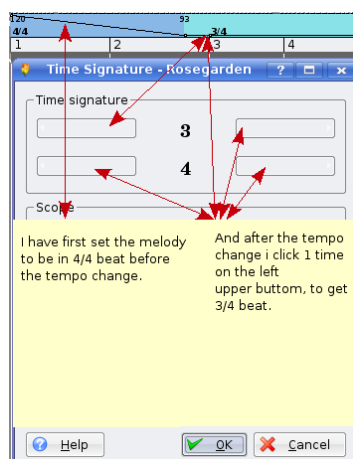 120 93
4/4 3/4
1 2 3 4
Time Signature - Rosegarden
Time signature
3
4
Scope
I have first set the melody
to be in 4/4 beat before
the tempo change.
And after the tempo
change i click 1 time
on the left
upper buttom, to get
3/4 beat.
Help OK Cancel